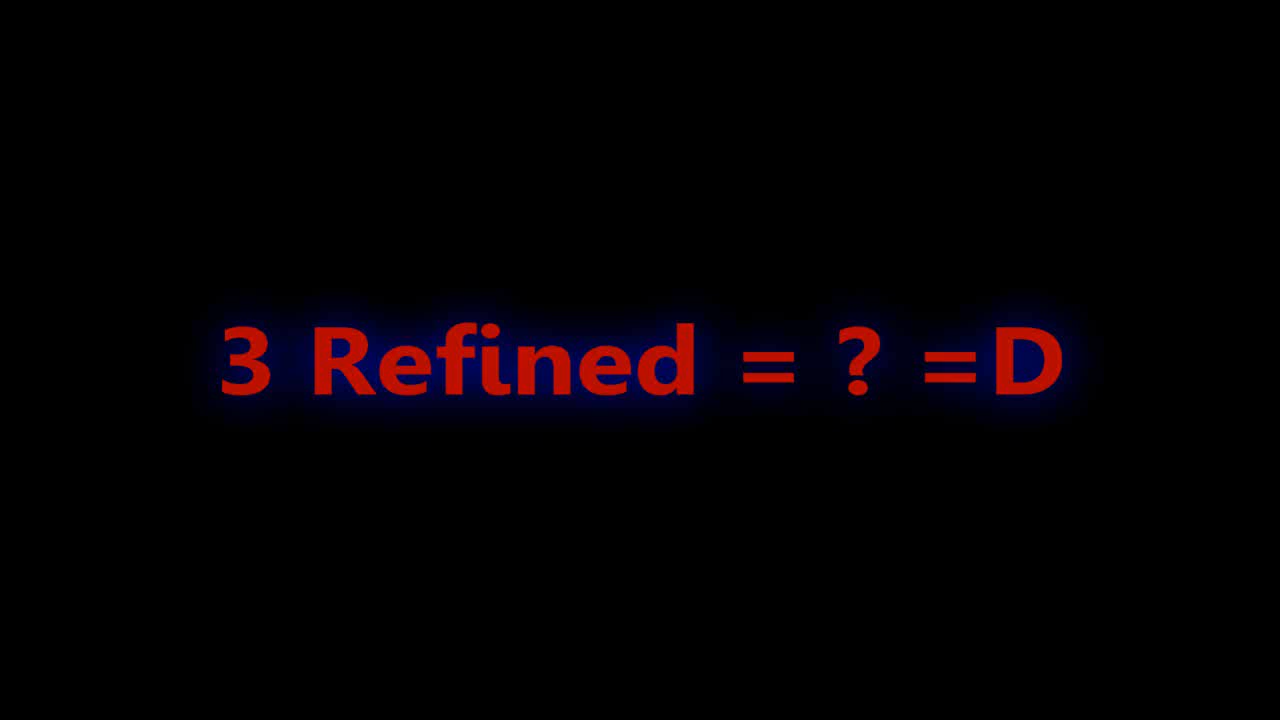 3 Refined = ? =D